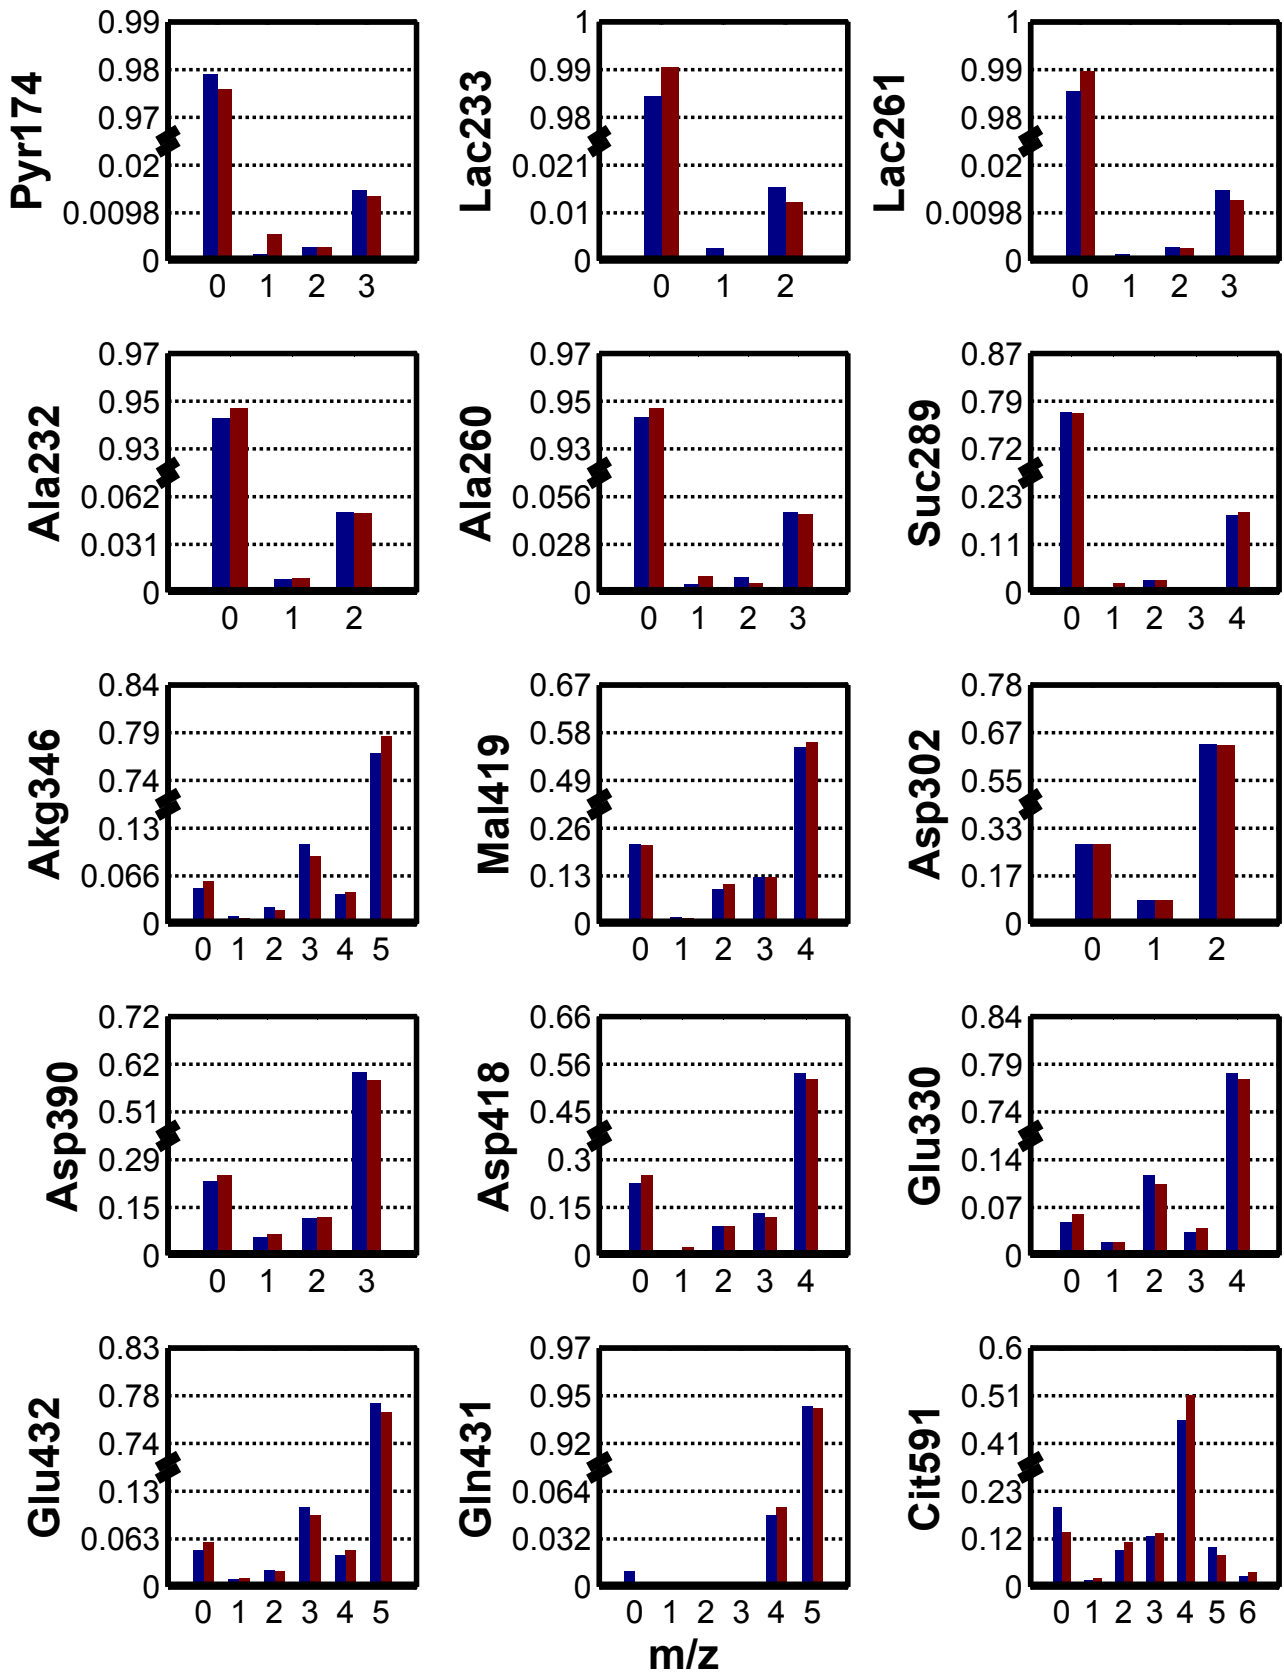 Pyr174
0.99
0.98
0.97
0.02
0.0098
0
0 1 2 3
Lac233
1
0.99
0.98
0.021
0.01
0
0 1 2
Lac261
1
0.99
0.98
0.02
0.0098
0
0 1 2 3
Ala232
0.97
0.95
0.93
0.062
0.031
0
0 1 2
Ala260
0.97
0.95
0.93
0.056
0.028
0
0 1 2 3
Suc289
0.87
0.79
0.72
0.23
0.11
0
0 1 2 3 4
Akg346
0.84
0.79
0.74
0.13
0.066
0
0 1 2 3 4 5
Mal419
0.67
0.58
0.49
0.26
0.13
0
0 1 2 3 4
Asp302
0.78
0.67
0.55
0.33
0.17
0
0 1 2
Asp390
0.72
0.62
0.51
0.29
0.15
0
0 1 2 3
Asp418
0.66
0.56
0.45
0.3
0.15
0
0 1 2 3 4
Glu330
0.84
0.79
0.74
0.14
0.07
0
0 1 2 3 4
Glu432
0.83
0.78
0.74
0.13
0.063
0
0 1 2 3 4 5
Gln431
0.97
0.95
0.92
0.064
0.032
0
0 1 2 3 4 5
Cit591
0.6
0.51
0.41
0.23
0.12
0
0 1 2 3 4 5 6
m/z